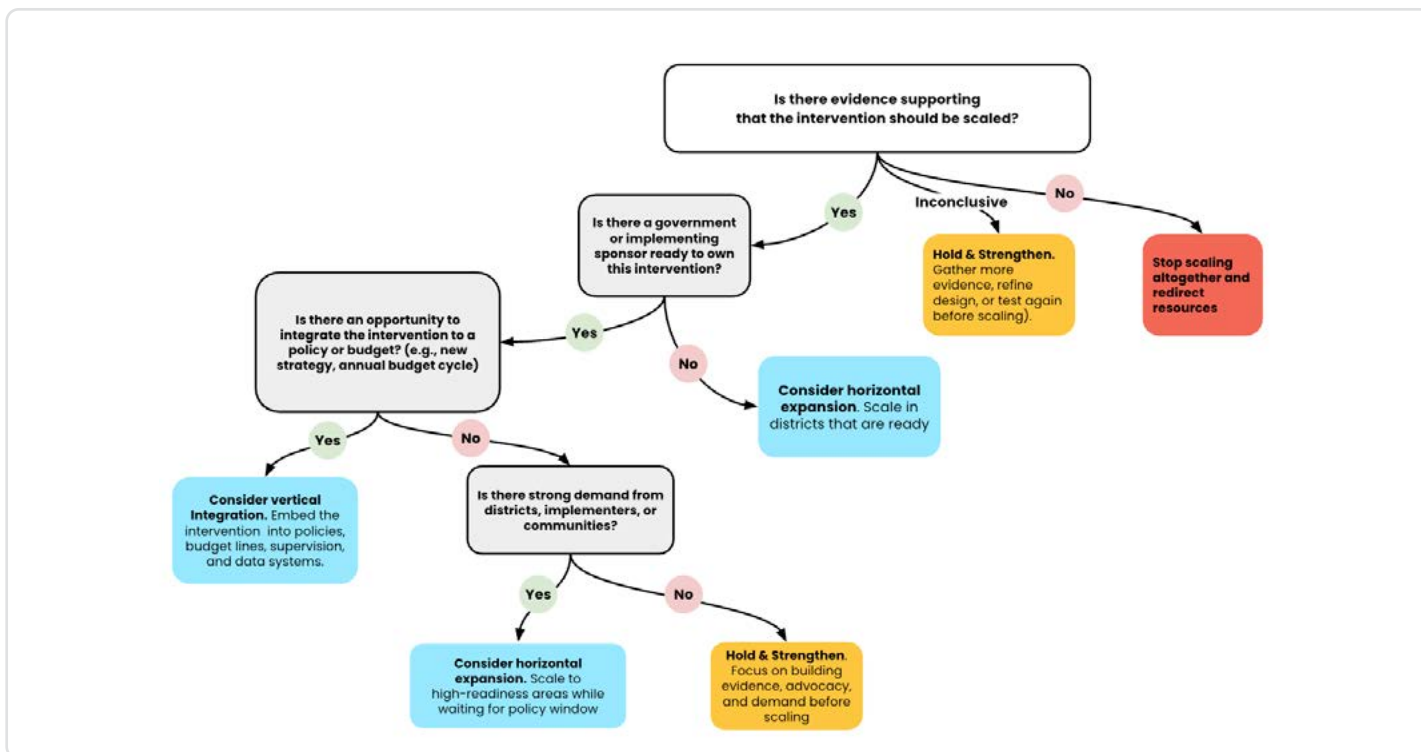 Is there evidence supporting
that the intervention should be scaled?
Yes
Inconclusive
No
Is there a government
or implementing
sponsor ready to own
this intervention?
Hold & Strengthen.
Gather more
evidence, refine
design, or test again
before scaling).
Stop scaling
altogether and
redirect
resources
Yes
No
Is there an opportunity to
integrate the intervention to a
policy or budget? (e.g., new
strategy, annual budget cycle)
Consider horizontal
expansion. Scale in
districts that are ready
Yes
No
Consider vertical
Integration. Embed the
intervention into policies,
budget lines, supervision,
and data systems.
Is there strong demand from
districts, implementers, or
communities?
Yes
No
Consider horizontal
expansion. Scale to
high-readiness areas while
waiting for policy window
Hold & Strengthen.
Focus on building
evidence, advocacy,
and demand before
scaling